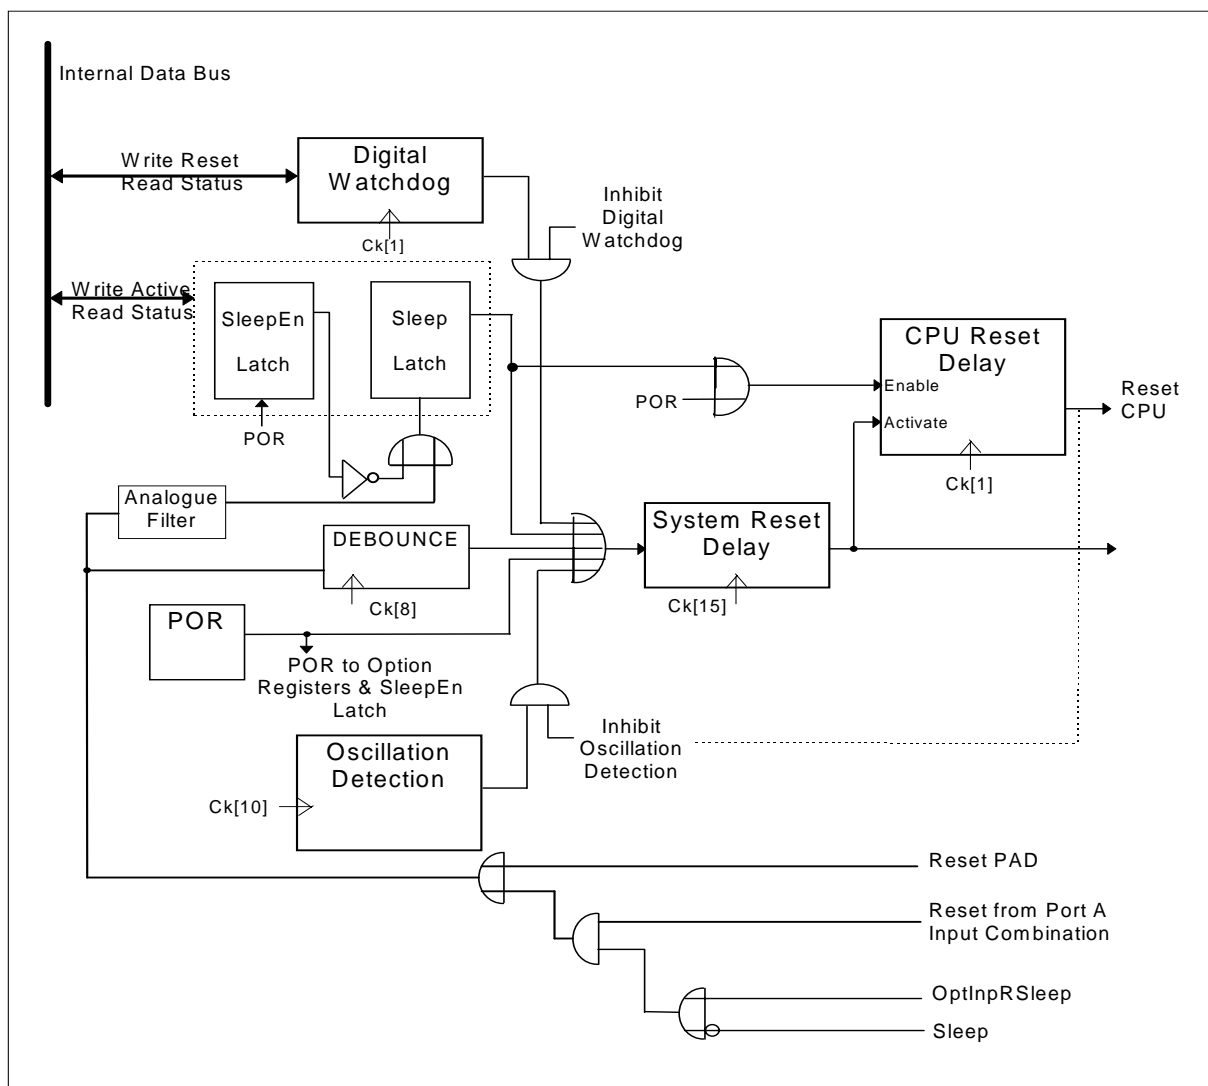 Internal Data Bus
Write Reset
Read Status
Digital
Watchdog
Ck[1]
Inhibit
Digital
Watchdog
Write Active
Read Status
SleepEn
Latch
Sleep
Latch
POR
CPU Reset
Delay
Enable
Activate
Ck[1]
Reset
CPU
POR
Analogue
Filter
DEBOUNCE
Ck[8]
System Reset
Delay
Ck[15]
POR
POR to Option
Registers & SleepEn
Latch
Inhibit
Oscillation
Detection
Oscillation
Detection
Ck[10]
Reset PAD
Reset from Port A
Input Combination
OptInpRSleep
Sleep